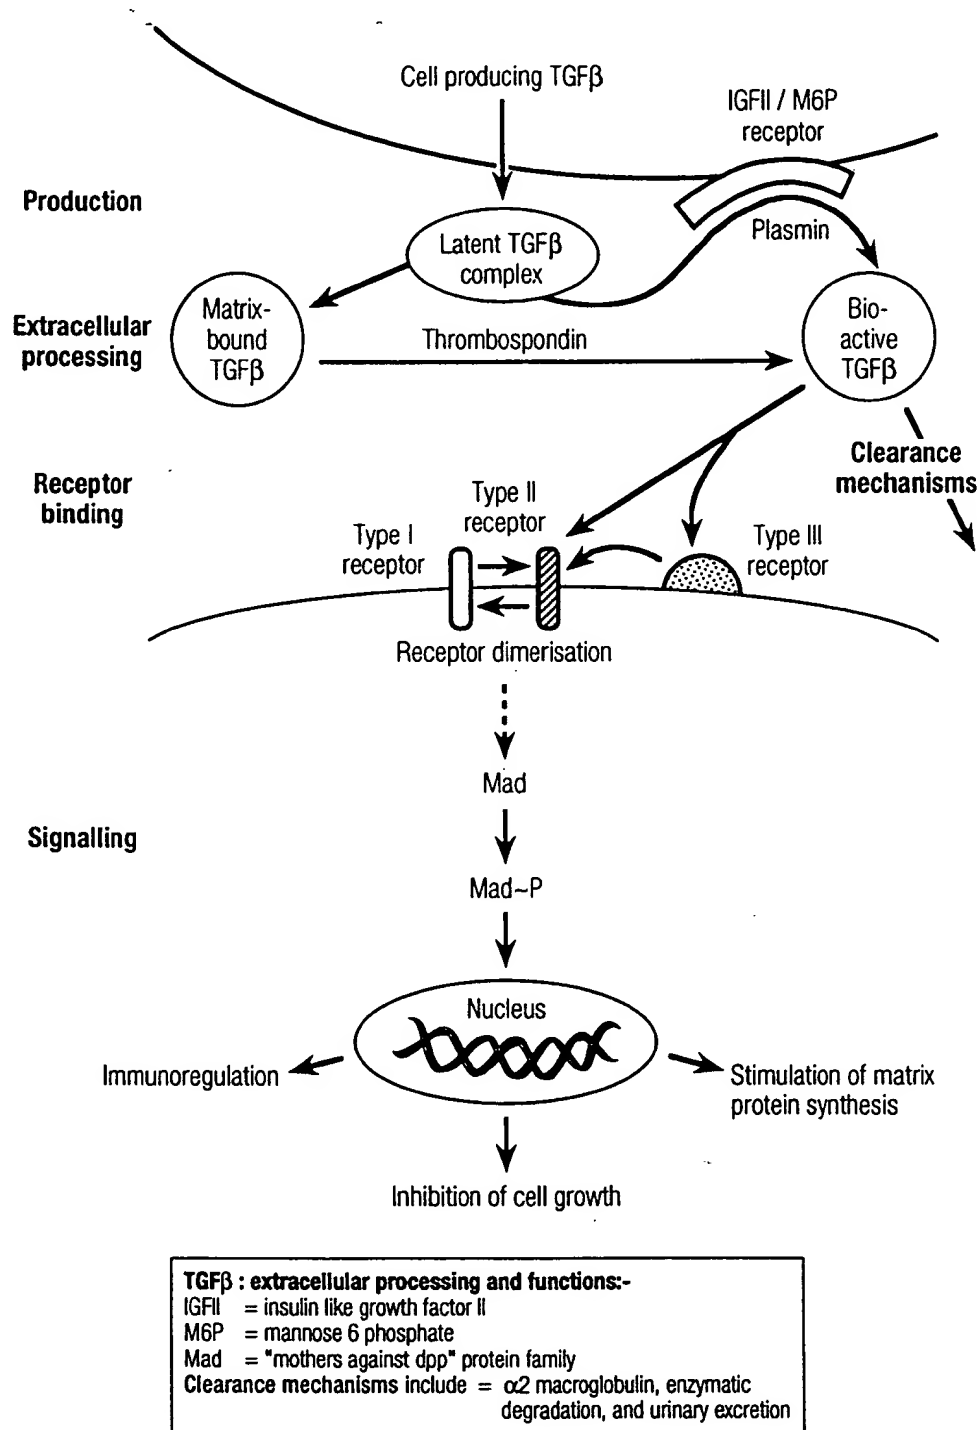 Cell producing TGFβ
IGFII / M6P
receptor
Production
Plasmin
Latent TGFβ
complex
Extracellular
processing
Matrix-
bound
TGFβ
Thrombospondin
Bio-
active
TGFβ
Clearance
mechanisms
Receptor
binding
Type I
receptor
Type II
receptor
Type III
receptor
Receptor dimerisation
Mad
Signalling
Mad~P
Nucleus
Immunoregulation
Stimulation of matrix
protein synthesis
Inhibition of cell growth
TGFβ : extracellular processing and functions:-
IGFII = insulin like growth factor II
M6P = mannose 6 phosphate
Mad = "mothers against dpp" protein family
Clearance mechanisms include = α2 macroglobulin, enzymatic
degradation, and urinary excretion